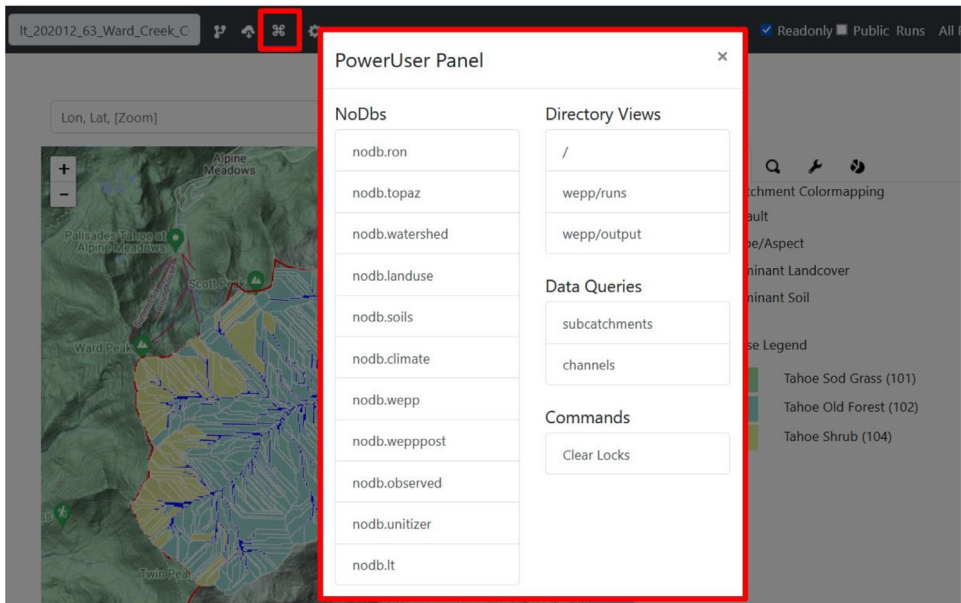 lt_202012_63_Ward_Creek_C
Readonly Public Runs All
PowerUser Panel
×
NoDbs
nodb.ron
nodb.topaz
nodb.watershed
nodb.landuse
nodb.soils
nodb.climate
nodb.wepp
nodb.wepppost
nodb.observed
nodb.unitizer
nodb.lt
Directory Views
/
wepp/runs
wepp/output
Data Queries
subcatchments
channels
Commands
Clear Locks
Lon, Lat, [Zoom]
+
−
Alpine
Meadows
Palisades Tahoe at
Alpine Meadows
Scott Peak
Ward Peak
Twin Pea
tchment Colormapping
ault
pe/Aspect
minant Landcover
minant Soil
se Legend
Tahoe Sod Grass (101)
Tahoe Old Forest (102)
Tahoe Shrub (104)